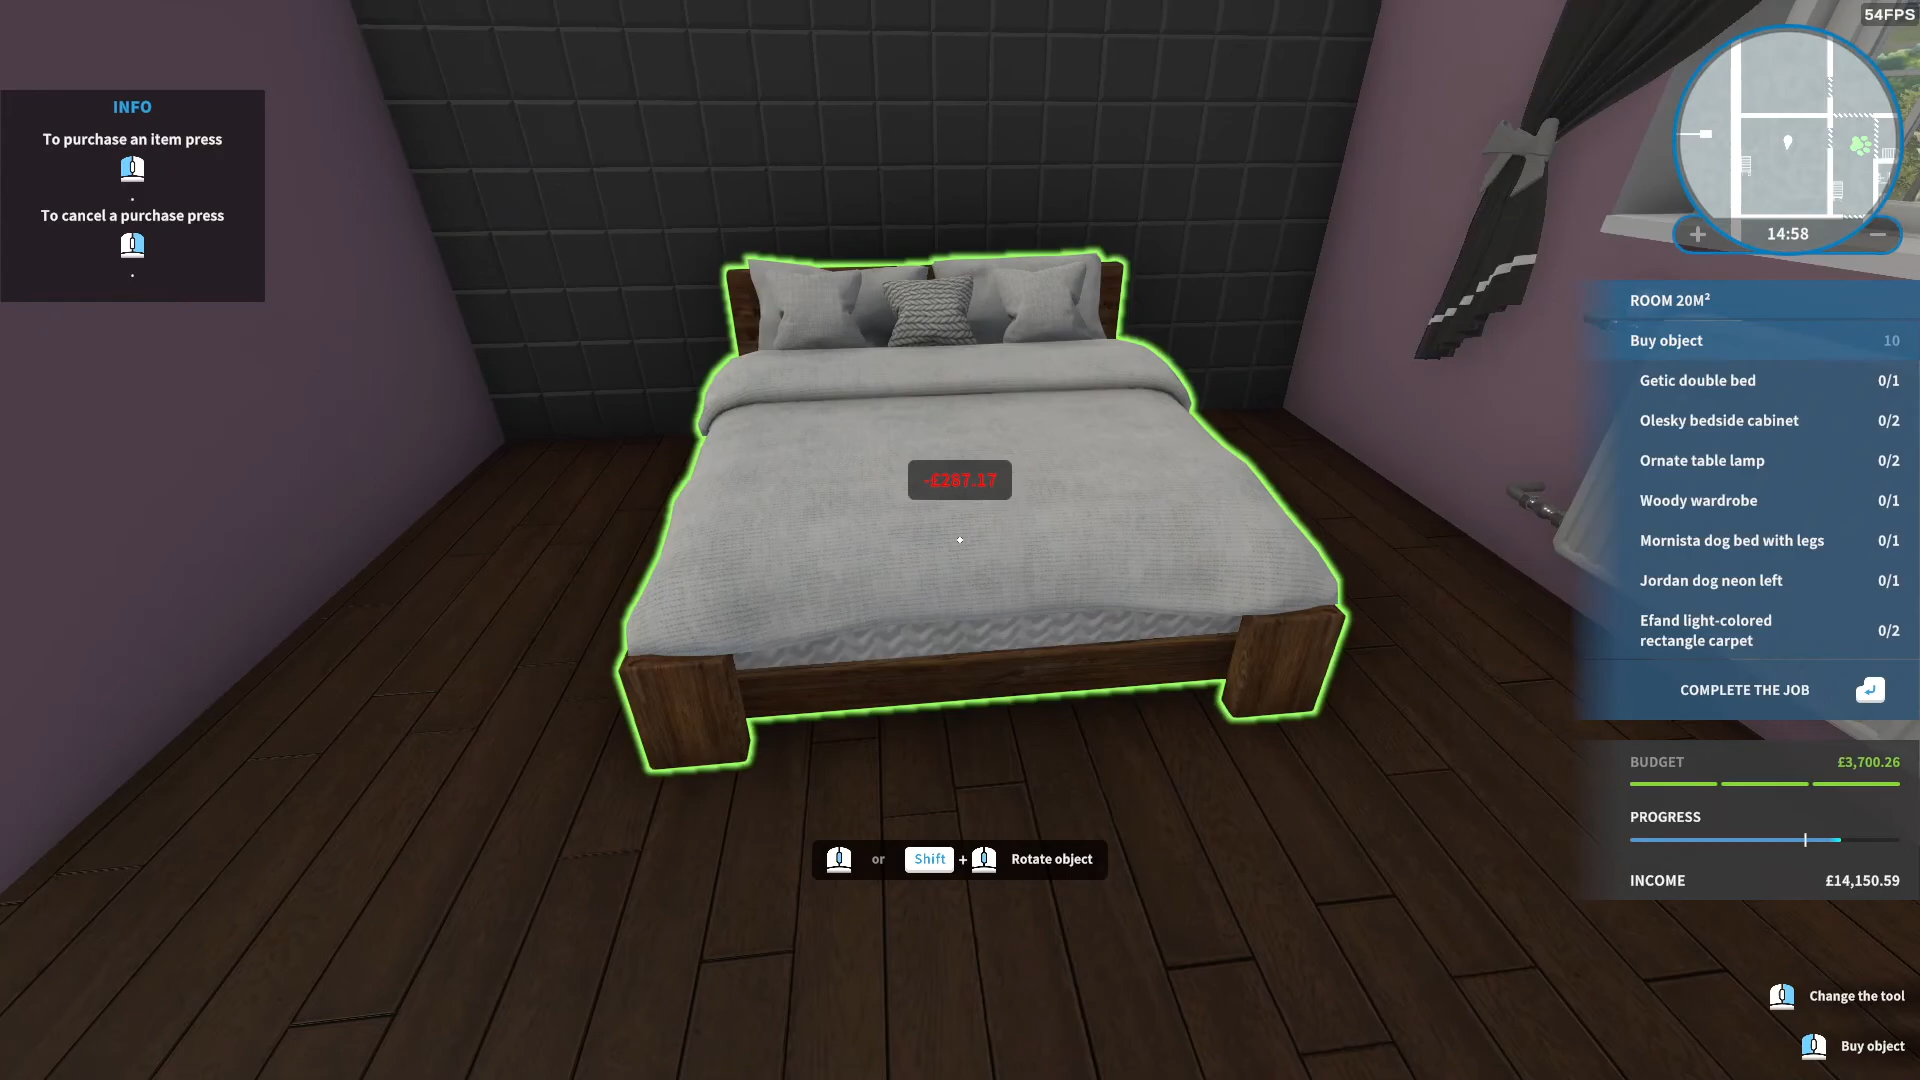 54FPS
INFO
To purchase an item press
.
To cancel a purchase press
.
14:58
ROOM 20M²
Buy object 10
Getic double bed 0/1
Olesky bedside cabinet 0/2
Ornate table lamp 0/2
Woody wardrobe 0/1
Mornista dog bed with legs 0/1
Jordan dog neon left 0/1
Efand light-colored
rectangle carpet 0/2
COMPLETE THE JOB
-£287.17
BUDGET £3,700.26
PROGRESS
INCOME £14,150.59
or Shift + Rotate object
Change the tool
Buy object